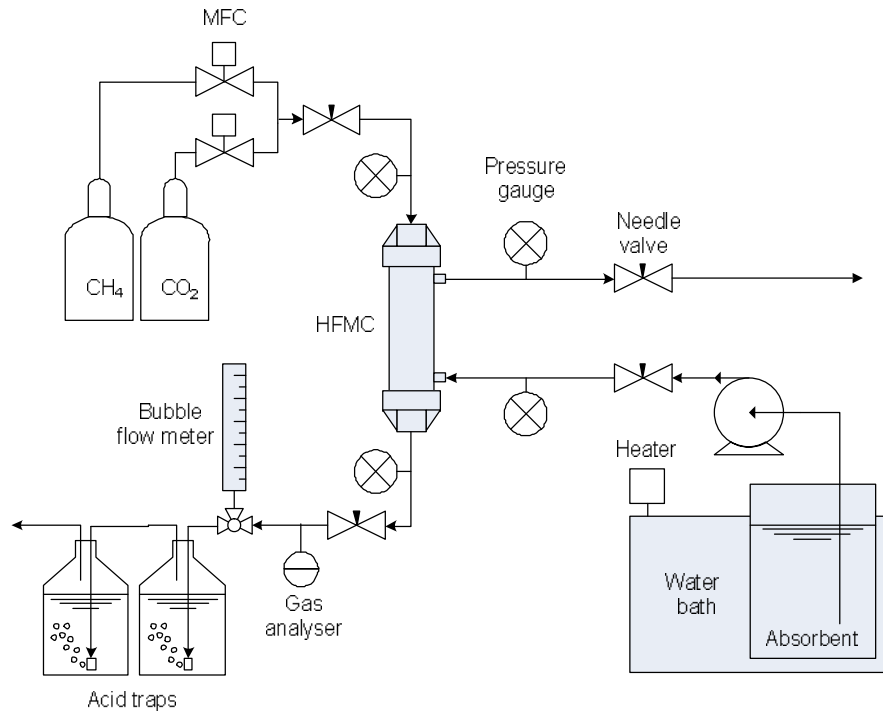 MFC
Pressure
gauge
Needle
valve
CH₄
CO₂
HFMC
Bubble
flow meter
Heater
Gas
analyser
Water
bath
Absorbent
Acid traps